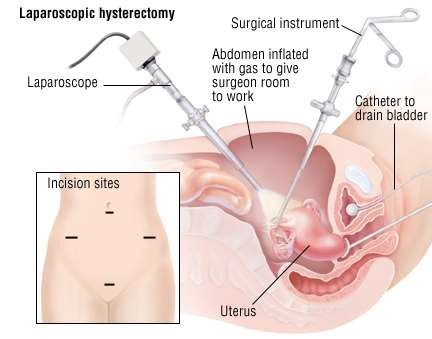 Laparoscopic hysterectomy
Surgical instrument
Laparoscope
Abdomen inflated
with gas to give
surgeon room
to work
Catheter to
drain bladder
Incision sites
Uterus